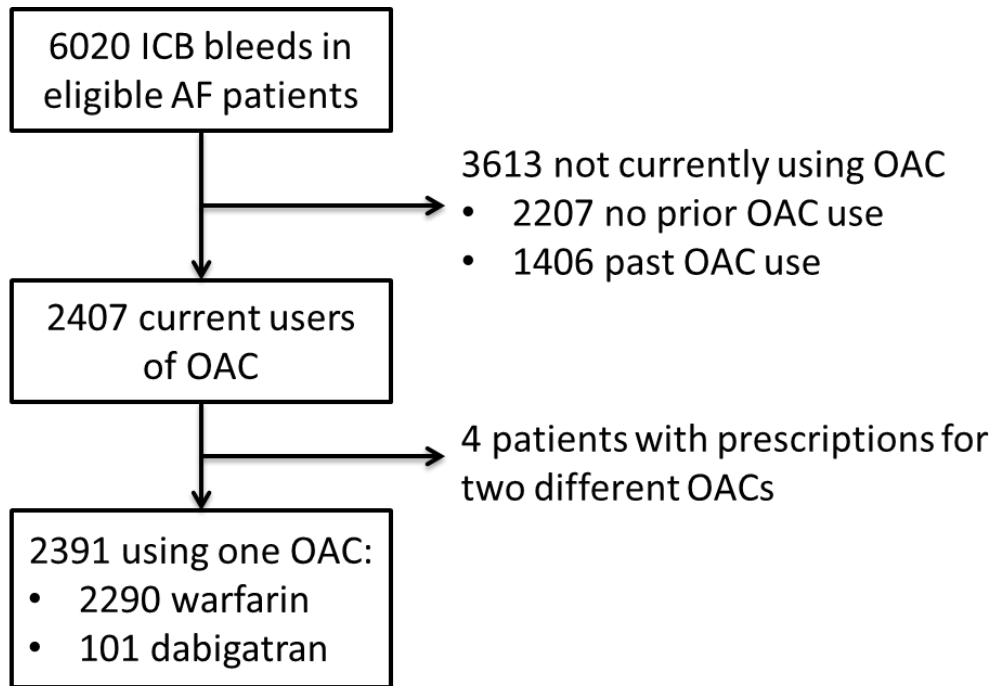 6020 ICB bleeds in
eligible AF patients
3613 not currently using OAC
• 2207 no prior OAC use
• 1406 past OAC use
2407 current users
of OAC
4 patients with prescriptions for
two different OACs
2391 using one OAC:
• 2290 warfarin
• 101 dabigatran